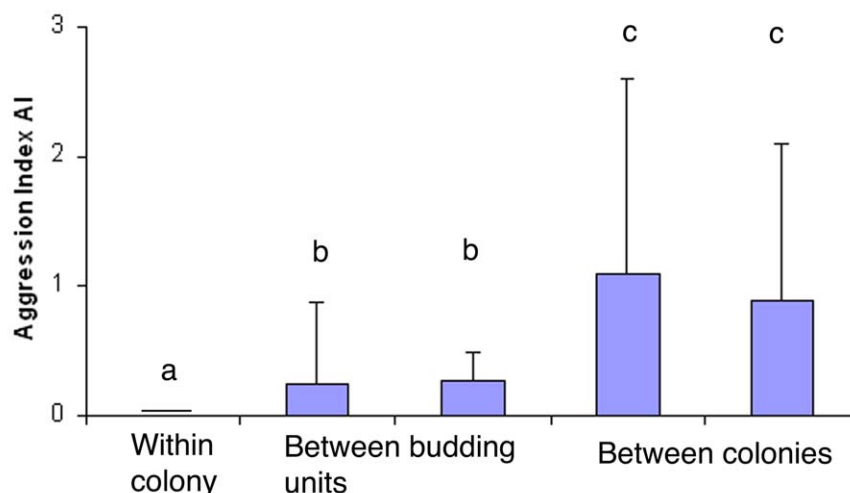 3
c
c
2
Aggression Index AI
b
b
1
a
0
Within
colony
Between budding
units
Between colonies